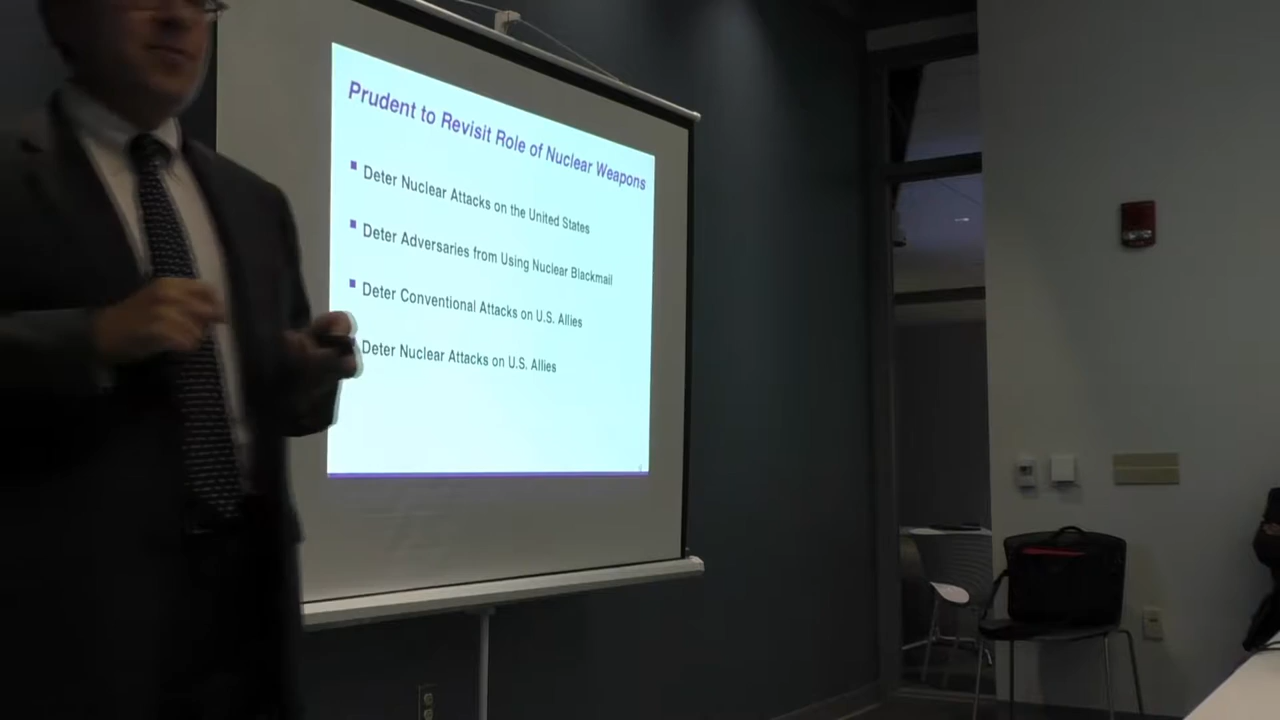 Prudent to Revisit Role of Nuclear Weapons
Deter Nuclear Attacks on the United States
Deter Adversaries from Using Nuclear Blackmail
Deter Conventional Attacks on U.S. Allies
Deter Nuclear Attacks on U.S. Allies